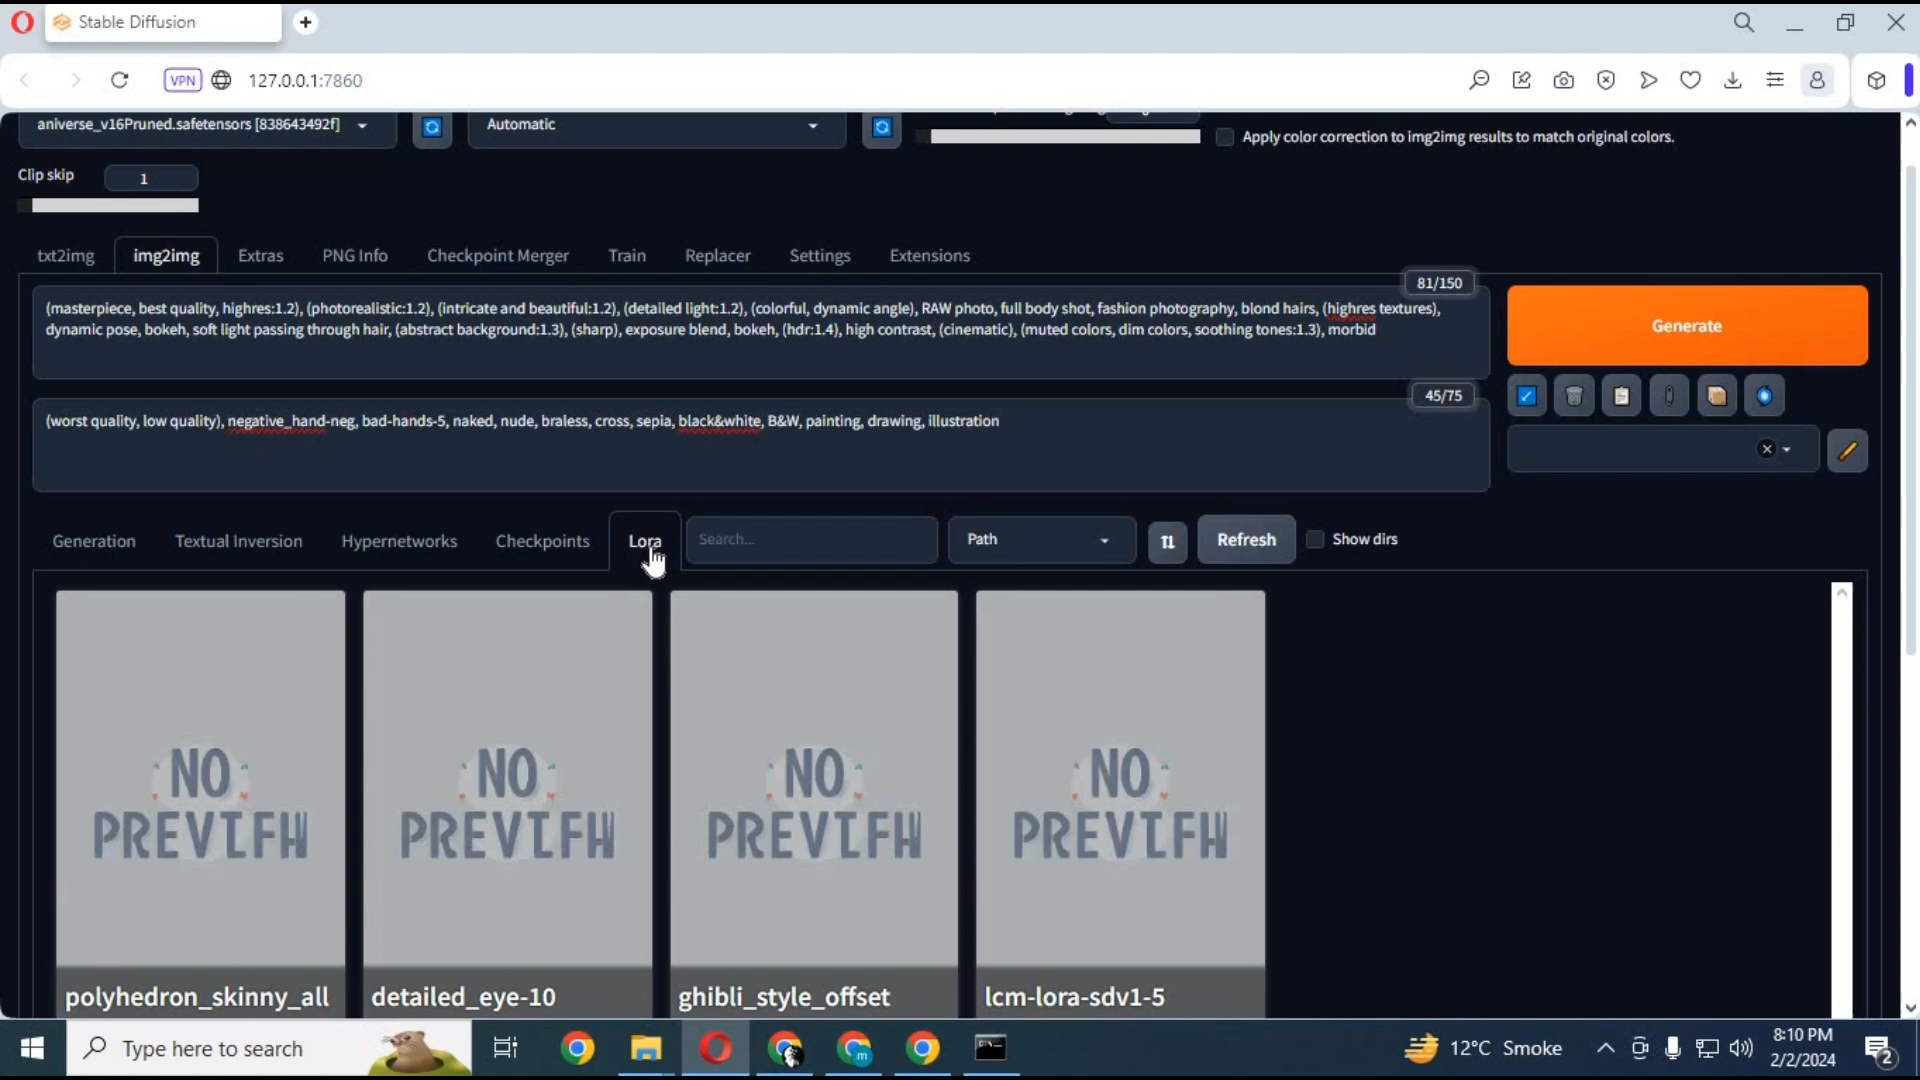 Stable Diffusion
VPN
127.0.0.1:7860
aniverse_v16Pruned.safetensors [838643492f]
Automatic
Apply color correction to img2img results to match original colors.
Clip skip
1
txt2img
img2img
Extras
PNG Info
Checkpoint Merger
Train
Replacer
Settings
Extensions
81/150
(masterpiece, best quality, highres:1.2), (photorealistic:1.2), (intricate and beautiful:1.2), (detailed light:1.2), (colorful, dynamic angle), RAW photo, full body shot, fashion photography, blond hairs, (highres textures),
dynamic pose, bokeh, soft light passing through hair, (abstract background:1.3), (sharp), exposure blend, bokeh, (hdr:1.4), high contrast, (cinematic), (muted colors, dim colors, soothing tones:1.3), morbid
Generate
45/75
(worst quality, low quality), negative_hand-neg, bad-hands-5, naked, nude, braless, cross, sepia, black&white, B&W, painting, drawing, illustration
Generation
Textual Inversion
Hypernetworks
Checkpoints
Lora
Search...
Path
Refresh
Show dirs
NO
NO
NO
NO
polyhedron_skinny_all
detailed_eye-10
ghibli_style_offset
lcm-lora-sdv1-5
Type here to search
m
12°C Smoke
8:10 PM
2/2/2024
2